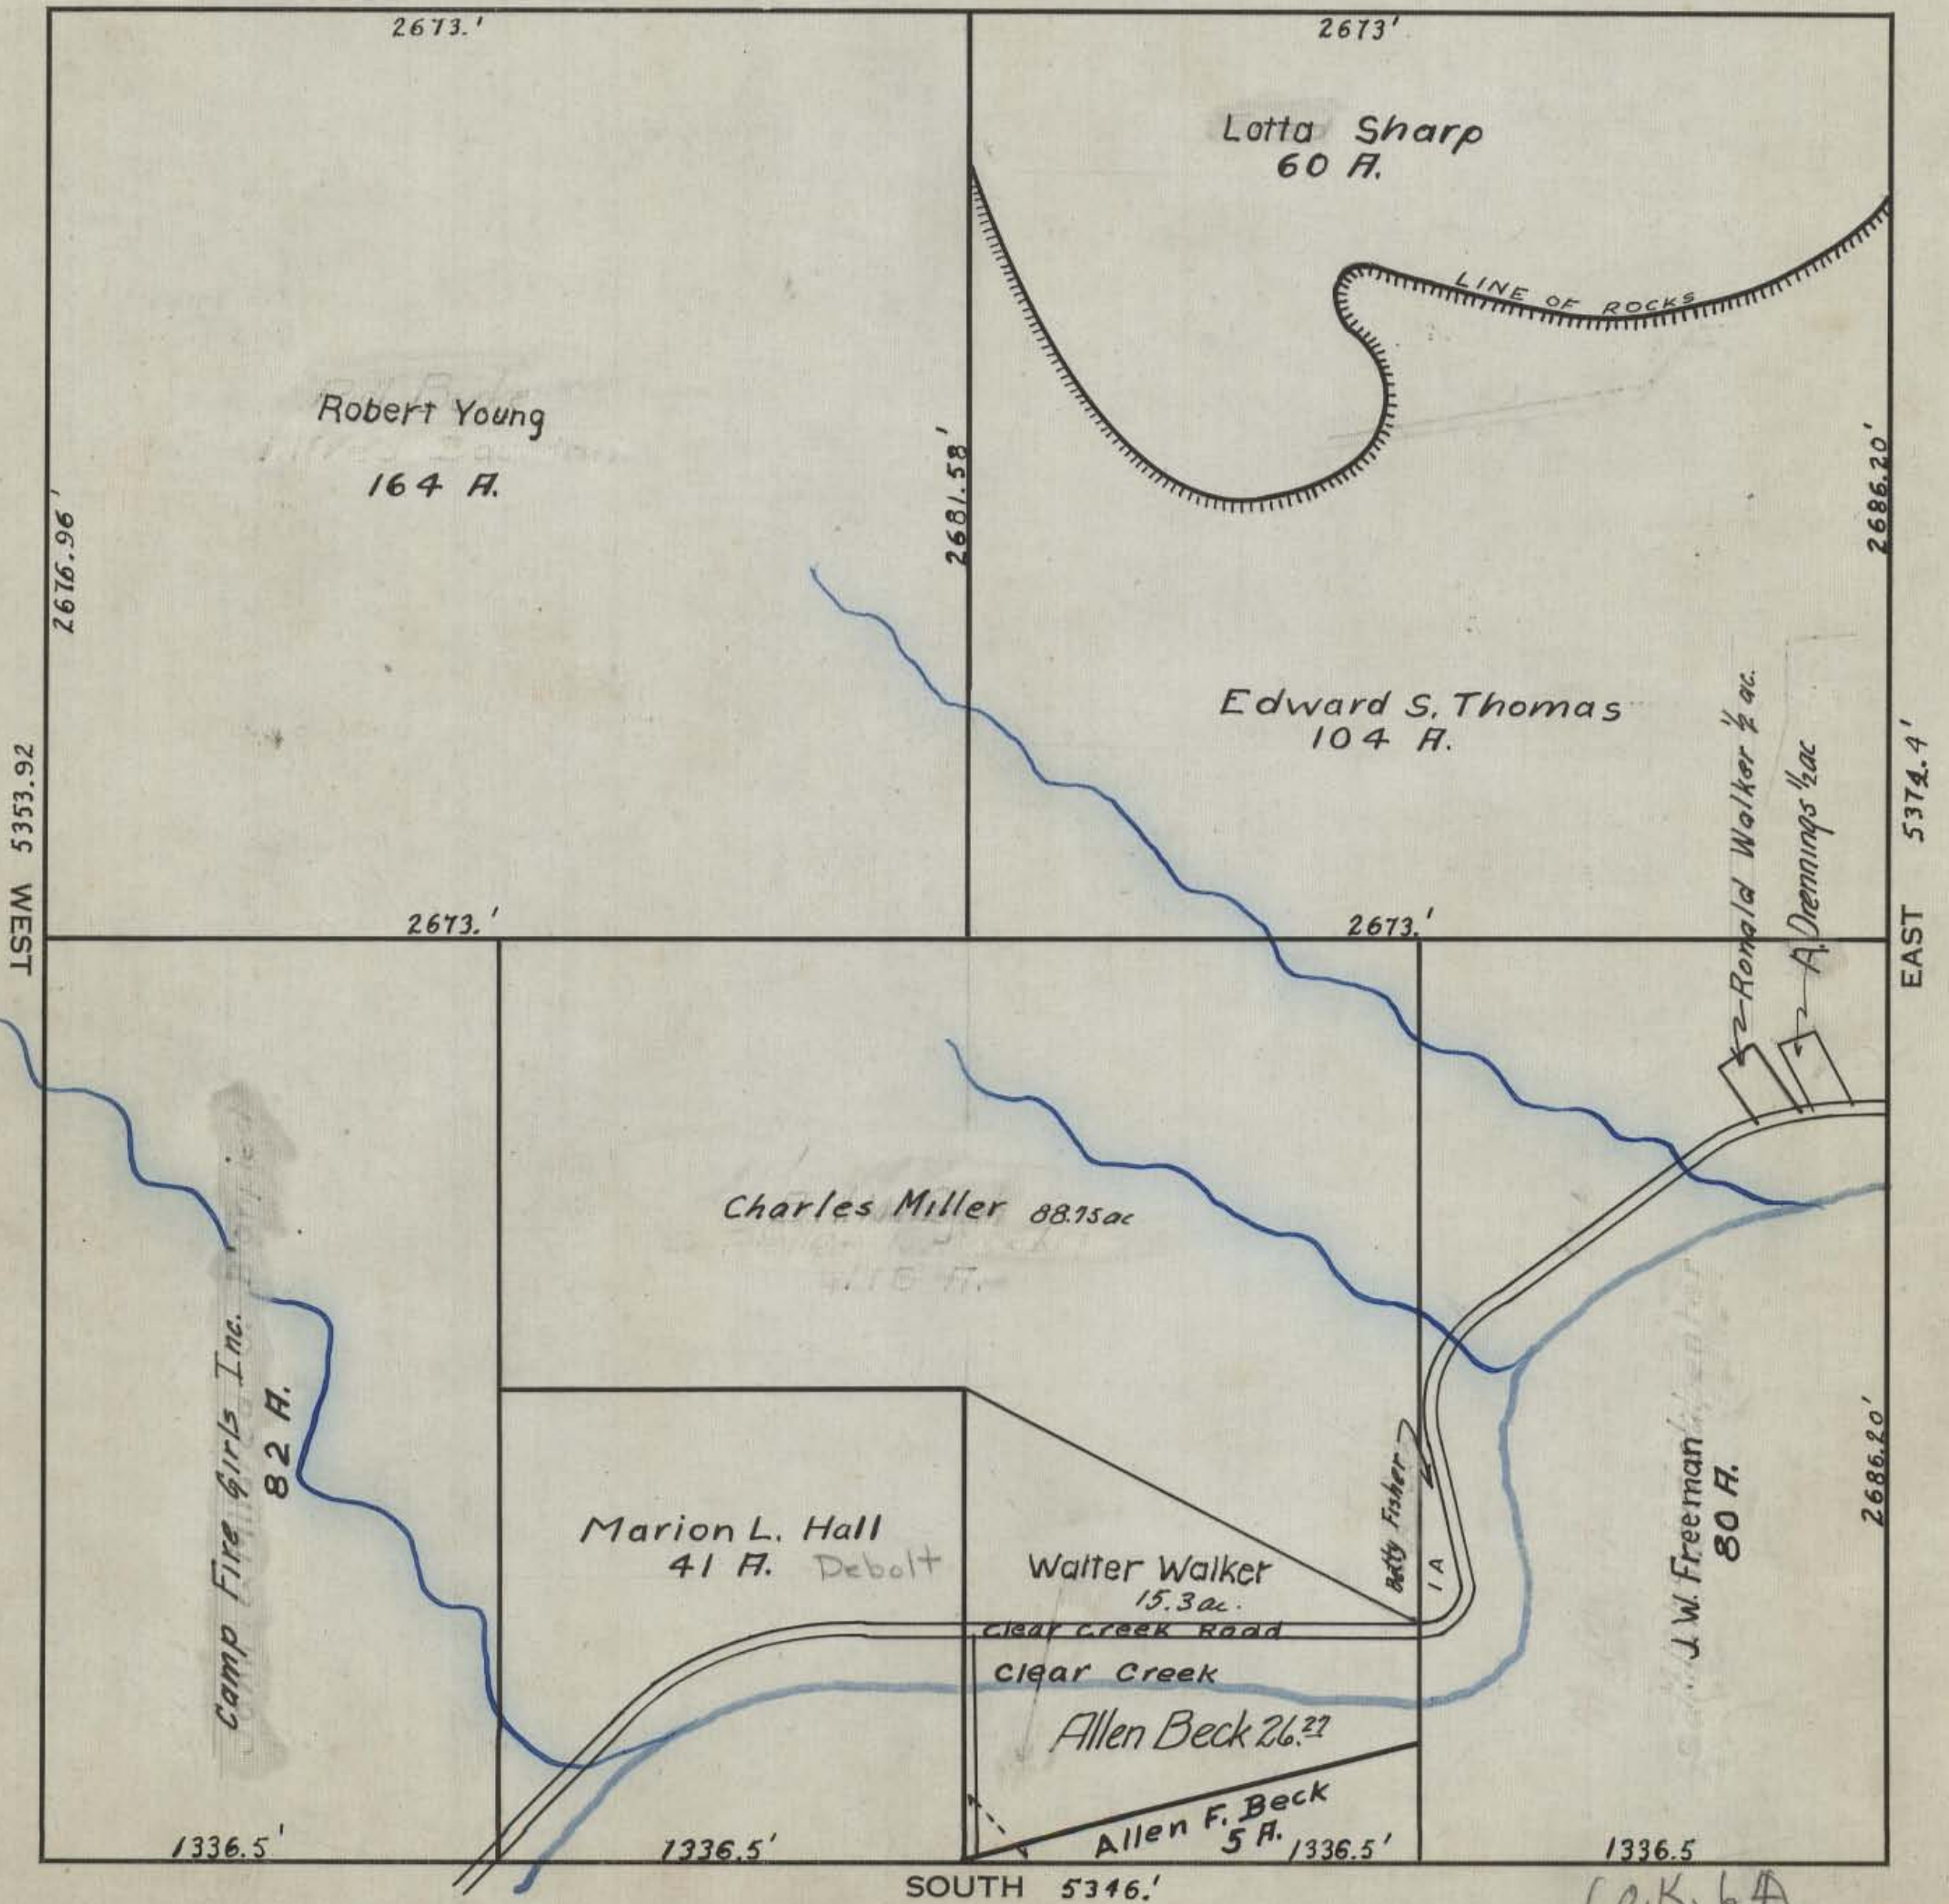 2673.'
2673'
Lotta Sharp
60 A.
LINE OF ROCKS
Robert Young
164 A.
2676.96'
2681.58'
2686.20'
Edward S. Thomas
104 A.
Ronald Walker ½ ac.
A. Drennings ½ ac
WEST 5353.92
EAST 5372.4'
2673.'
2673.'
Charles Miller 88.75 ac
Camp Fire Girls Inc.
82 A.
Marion L. Hall
41 A. Debolt
Walter Walker
15.3 ac.
Betty Fisher
1 A
J.W. Freeman
80 A.
2686.20'
Clear Creek Road
Clear Creek
Allen Beck 26.27
Allen F. Beck
5 A.
1336.5'
1336.5'
1336.5'
1336.5
SOUTH 5346.'